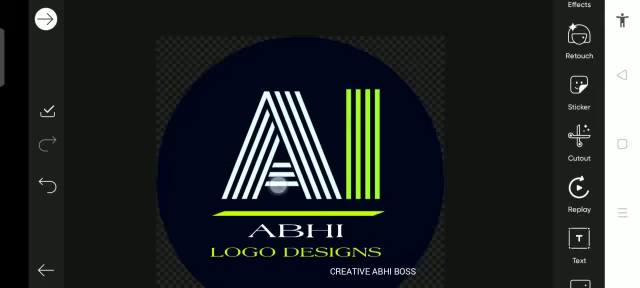 Effects
Retouch
Sticker
Cutout
Replay
Text
AI
ABHI
LOGO DESIGNS
CREATIVE ABHI BOSS